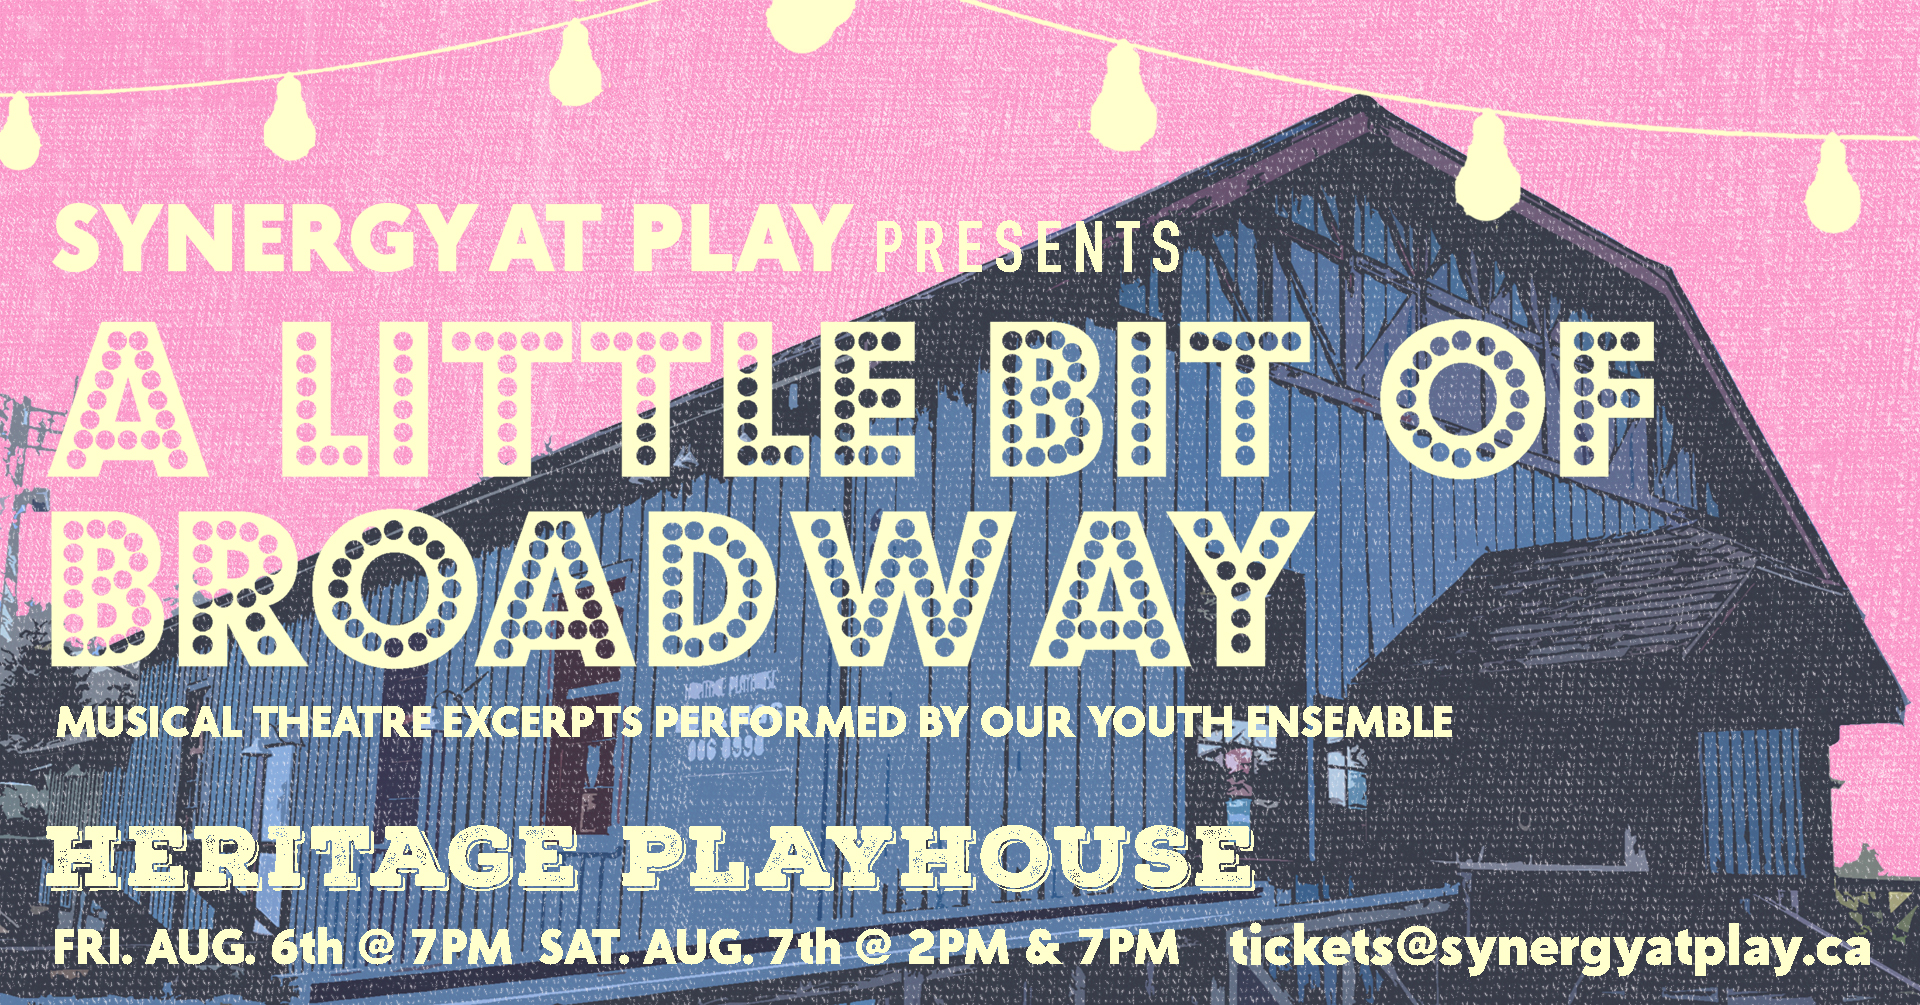 SYNERGY AT PLAY PRESENTS
A LITTLE BIT OF
BROADWAY
MUSICAL THEATRE EXCERPTS PERFORMED BY OUR YOUTH ENSEMBLE
HERITAGE PLAYHOUSE
FRI. AUG. 6th @ 7PM SAT. AUG. 7th @ 2PM & 7PM tickets@synergyatplay.ca